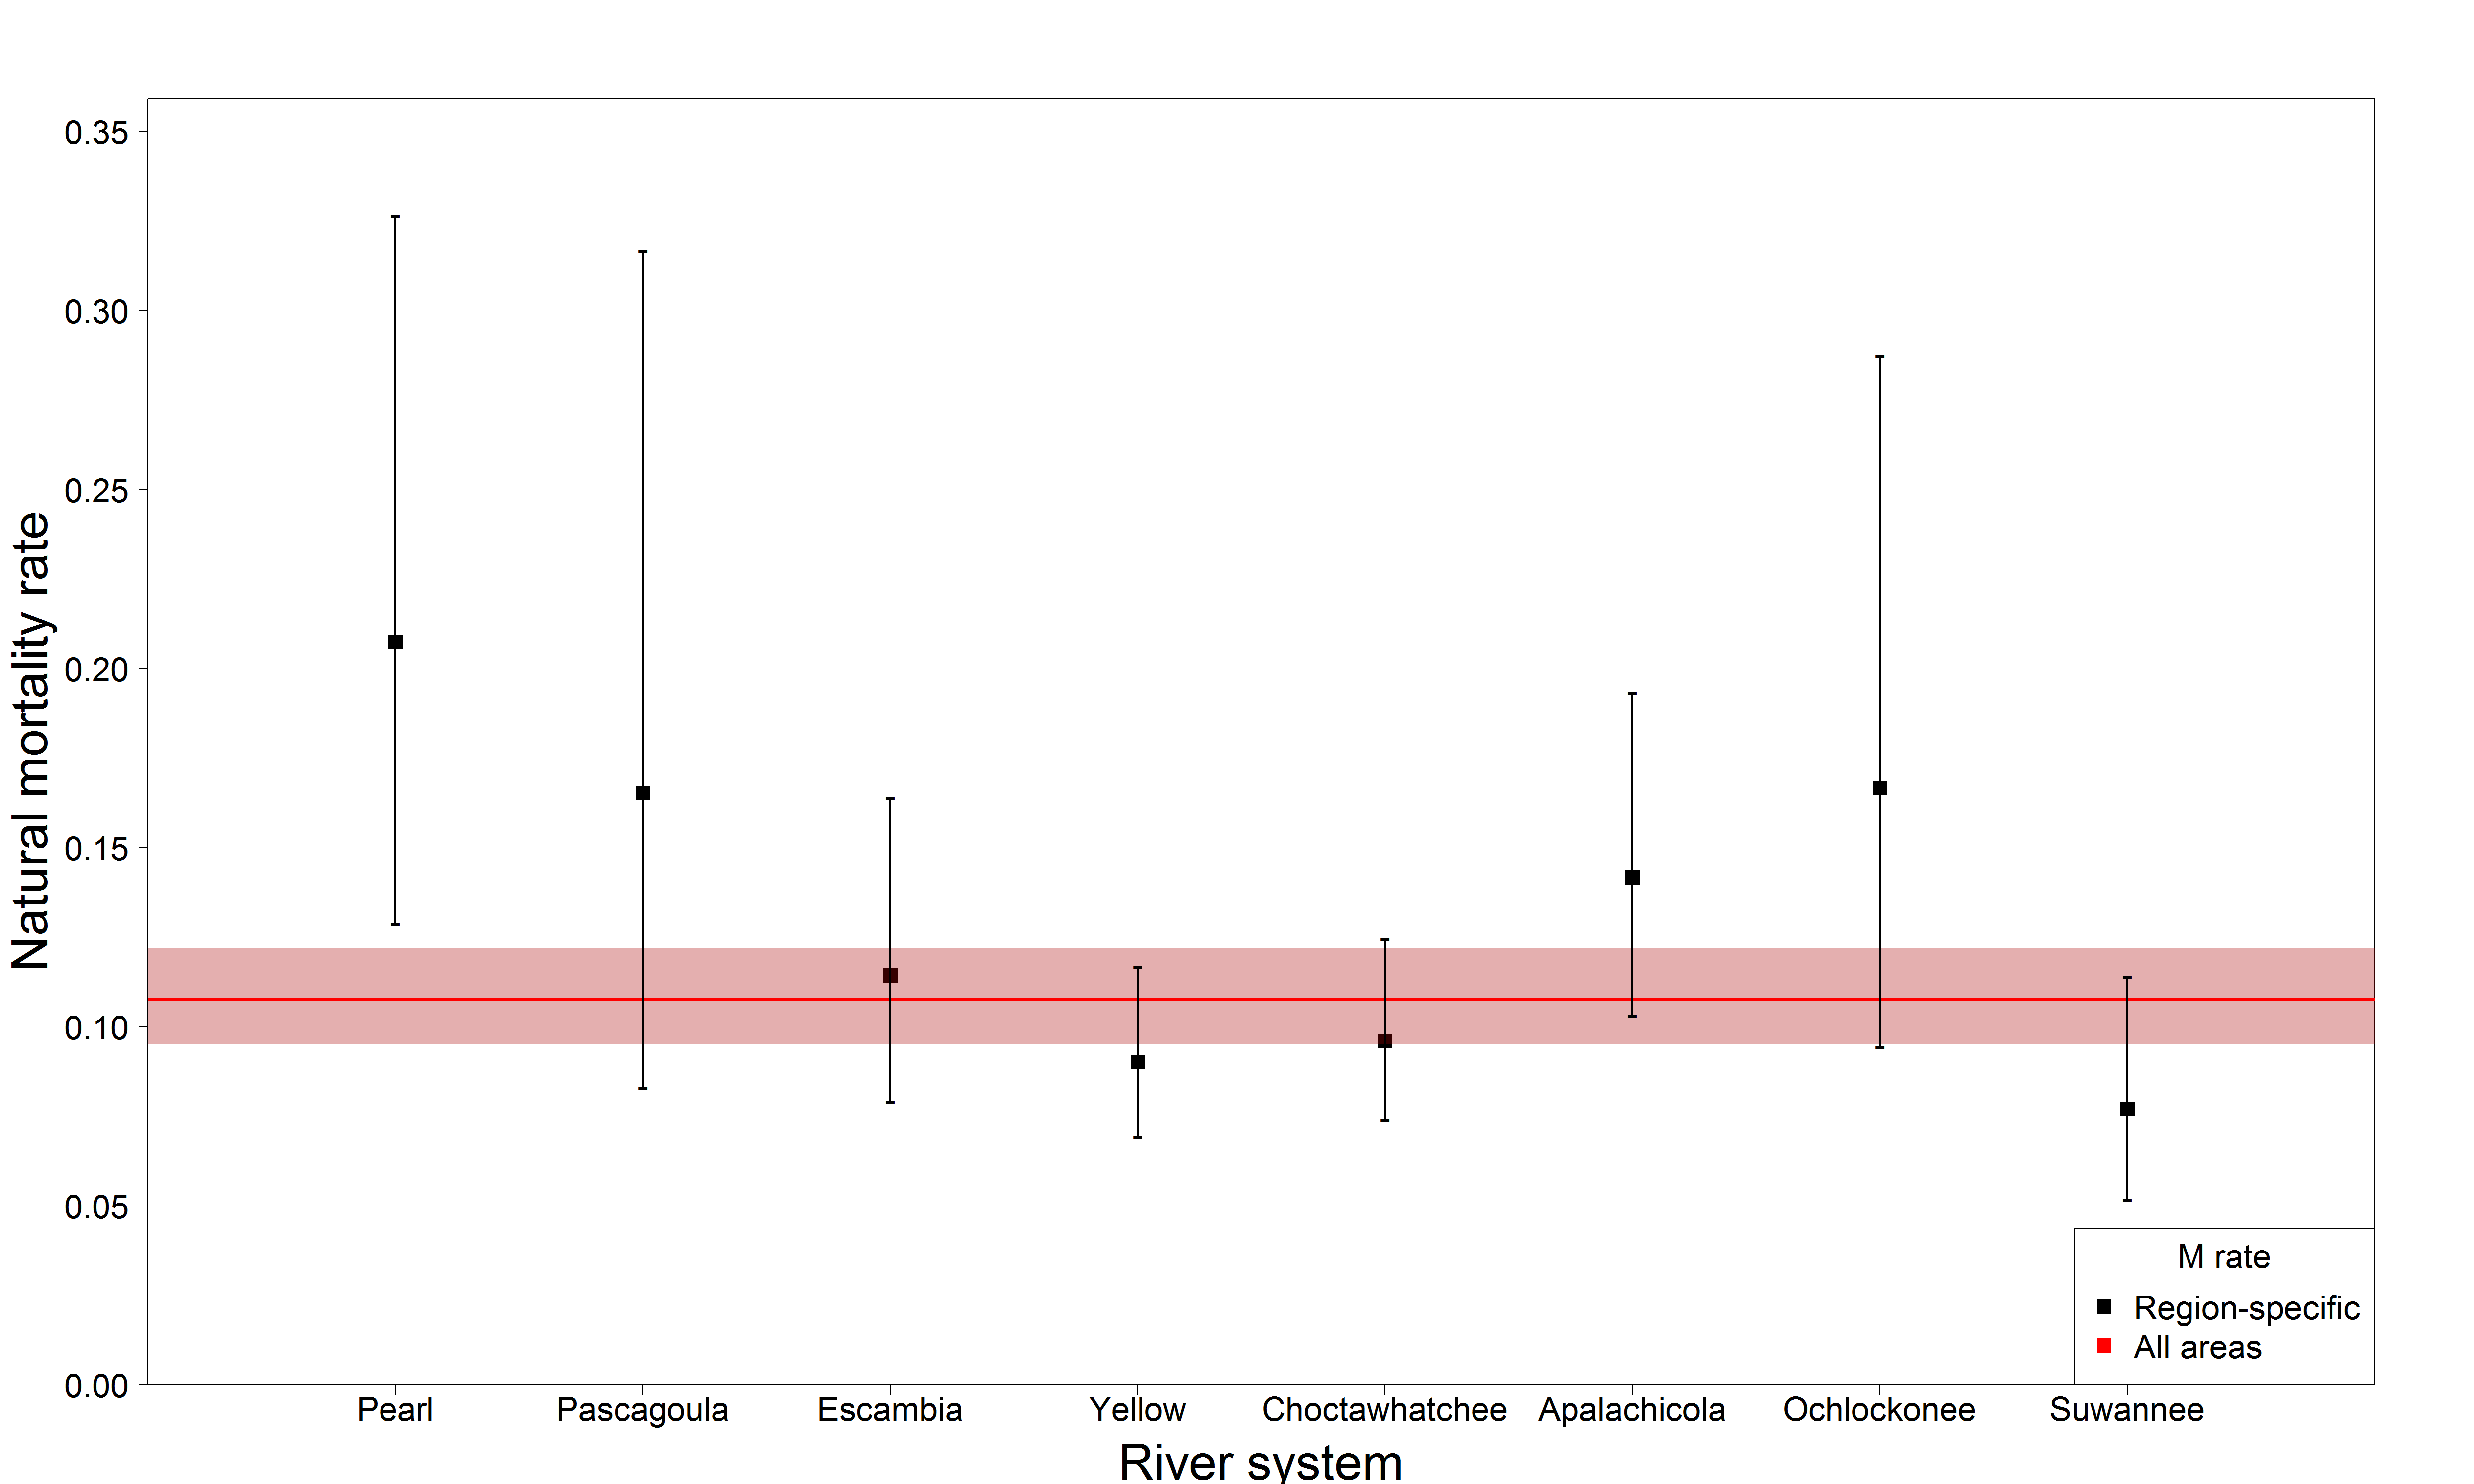 Natural mortality rate
0.35
0.30
0.25
0.20
0.15
0.10
0.05
0.00
Pearl Pascagoula Escambia Yellow Choctawhatchee Apalachicola Ochlockonee Suwannee
River system
M rate
Region-specific
All areas